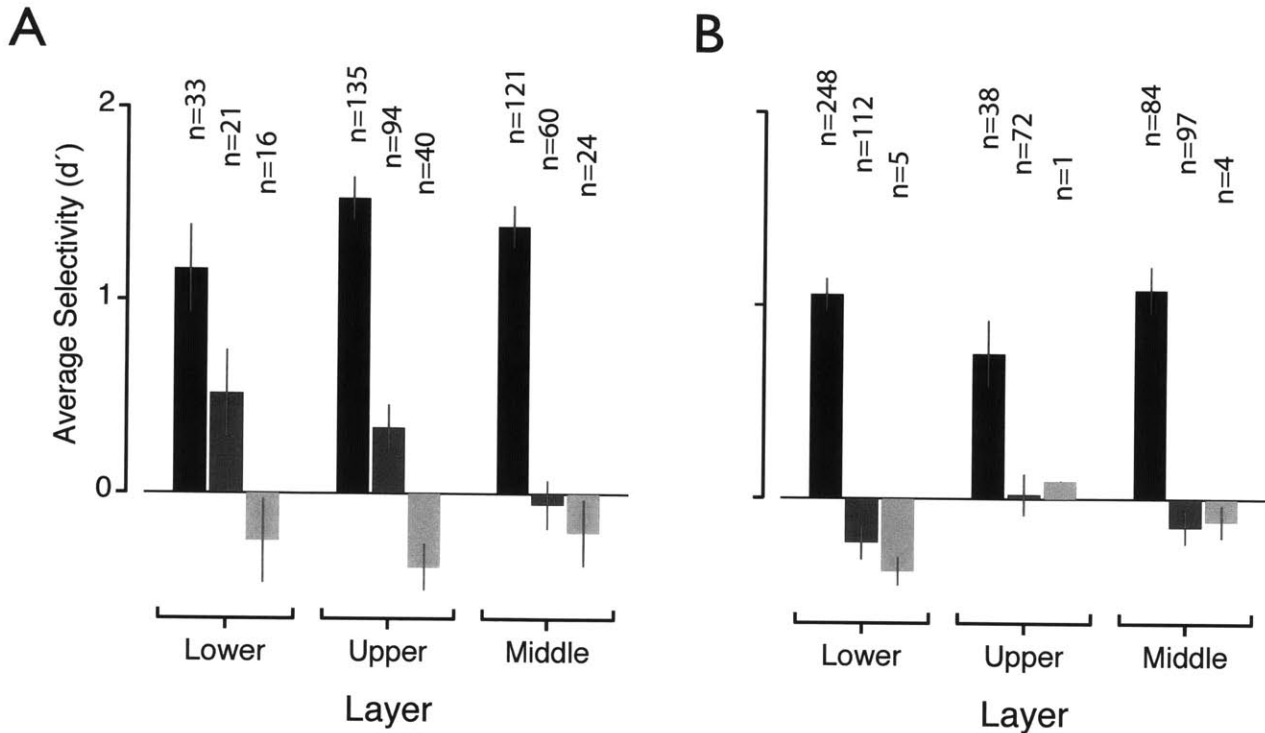 A
Average Selectivity (d´)
2
1
0
n=33
n=21
n=16
n=135
n=94
n=40
n=121
n=60
n=24
Lower
Upper
Middle
Layer
B
n=248
n=112
n=5
n=38
n=72
n=1
n=84
n=97
n=4
Lower
Upper
Middle
Layer